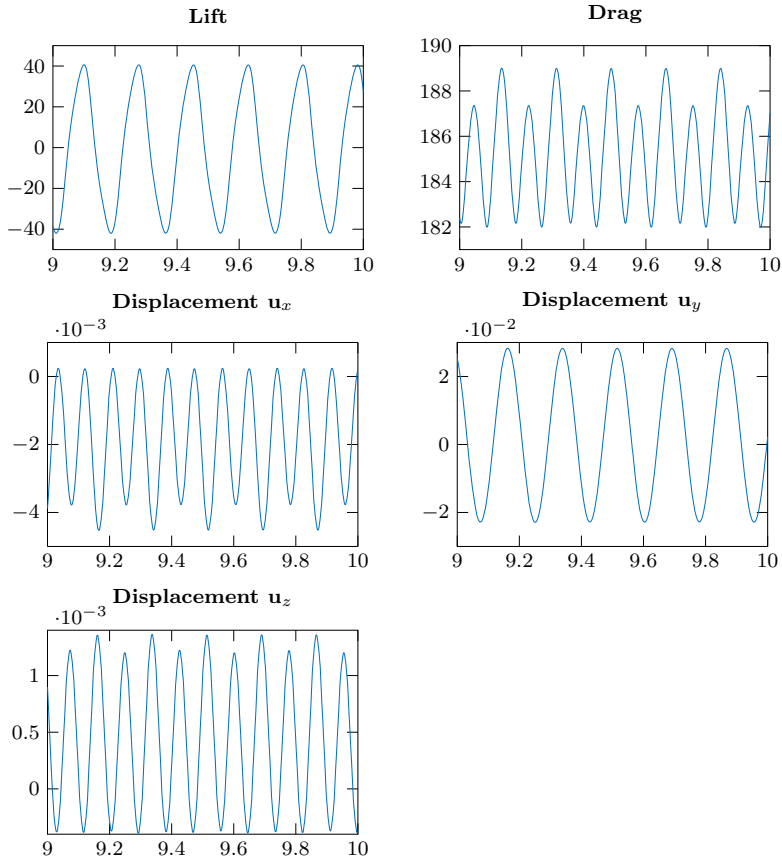 Lift
40
20
0
−20
−40
9 9.2 9.4 9.6 9.8 10
Drag
190
188
186
184
182
9 9.2 9.4 9.6 9.8 10
Displacement uₓ
·10⁻³
0
−2
−4
9 9.2 9.4 9.6 9.8 10
Displacement u_y
·10⁻²
2
0
−2
9 9.2 9.4 9.6 9.8 10
Displacement u_z
·10⁻³
1
0.5
0
9 9.2 9.4 9.6 9.8 10